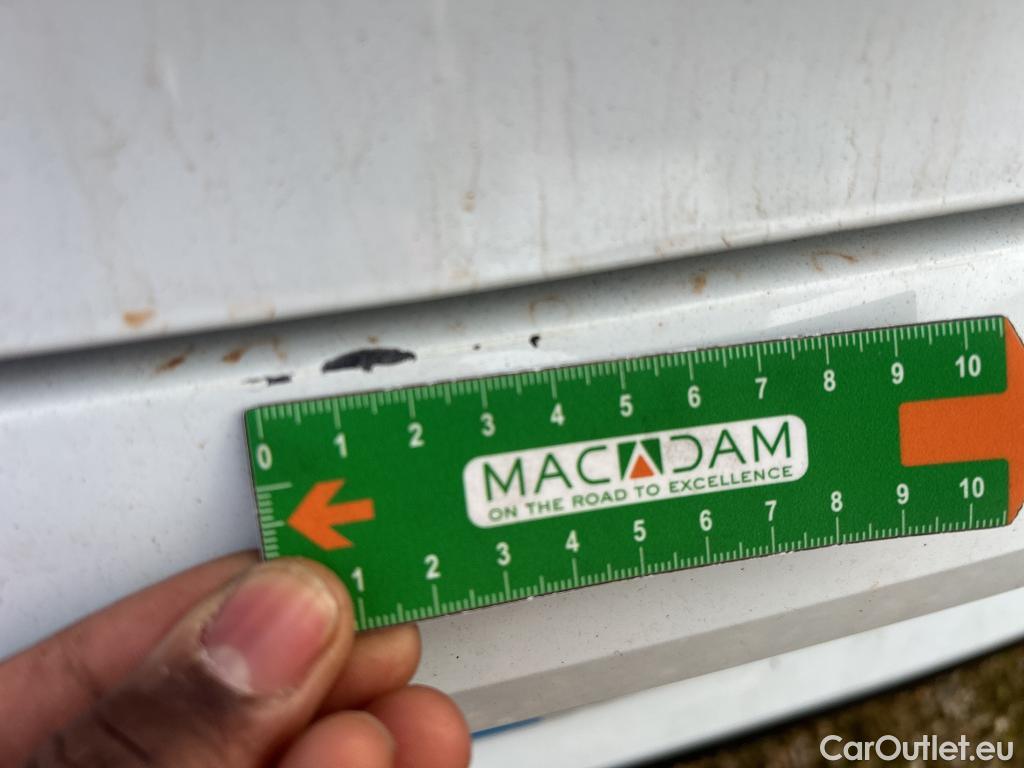 0 1 2 3 4 5 6 7 8 9 10
MACADAM
ON THE ROAD TO EXCELLENCE
1 2 3 4 5 6 7 8 9 10
CarOutlet.eu